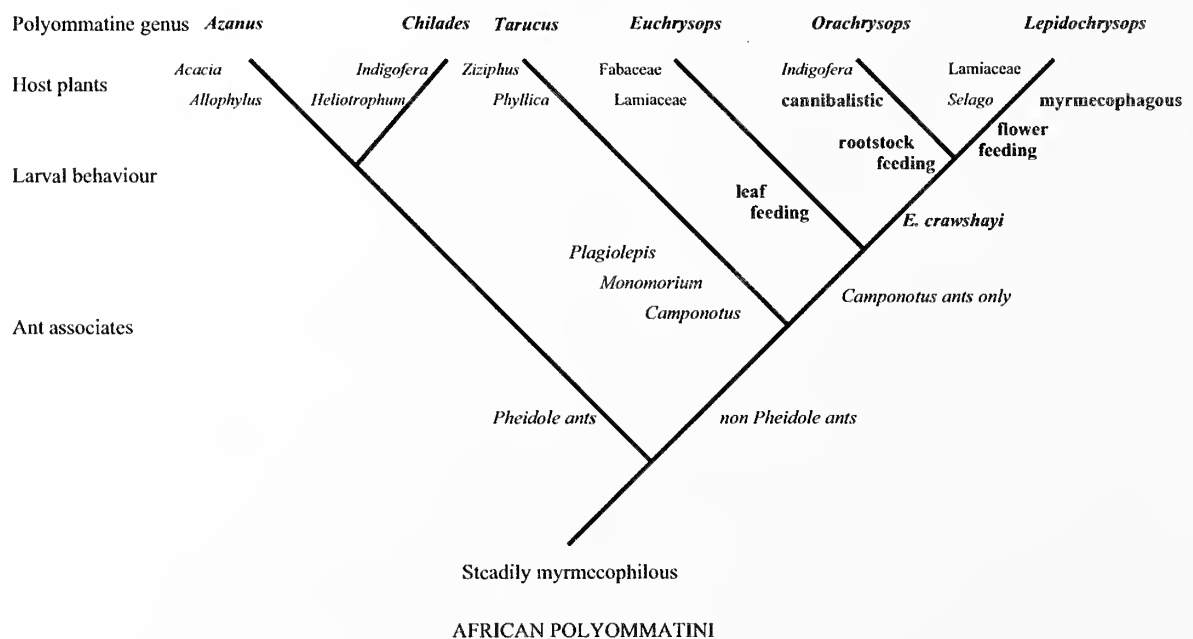 Polyommatine genus Azanus Chilades Tarucus Euchrysops Orachrysops Lepidochrysops
Host plants
Acacia Indigofera Ziziphus Fabaceae Indigofera Lamiaceae
Allophylus Heliotrophum Phyllica Lamiaceae cannibalistic Selago myrmecophagous
rootstock feeding
flower feeding
Larval behaviour
leaf feeding
E. crawshayi
Plagiolepis
Monomorium
Camponotus
Camponotus ants only
Ant associates
Pheidole ants non Pheidole ants
Steadily myrmecophilous
AFRICAN POLYOMMATINI